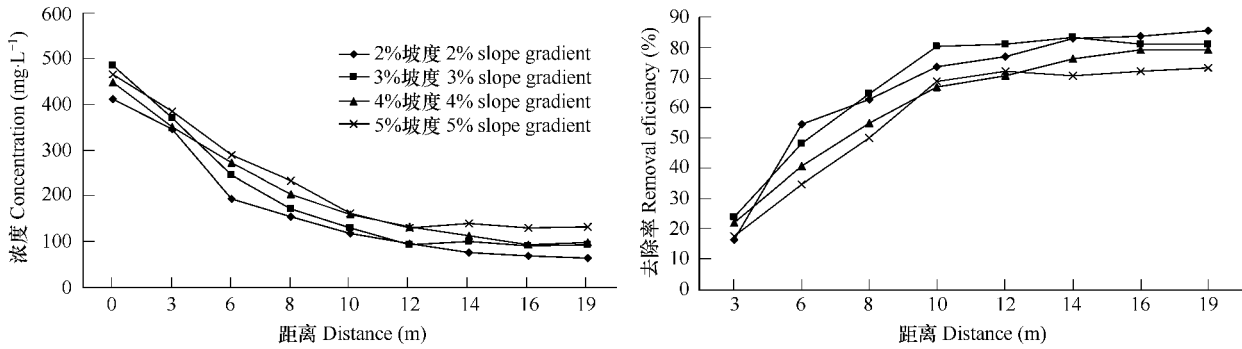 600
500
400
300
200
100
0
浓度 Concentration (mg·L⁻¹)
2%坡度 2% slope gradient
3%坡度 3% slope gradient
4%坡度 4% slope gradient
5%坡度 5% slope gradient
0 3 6 8 10 12 14 16 19
距离 Distance (m)
90
80
70
60
50
40
30
20
10
0
去除率 Removal eficiency (%)
3 6 8 10 12 14 16 19
距离 Distance (m)